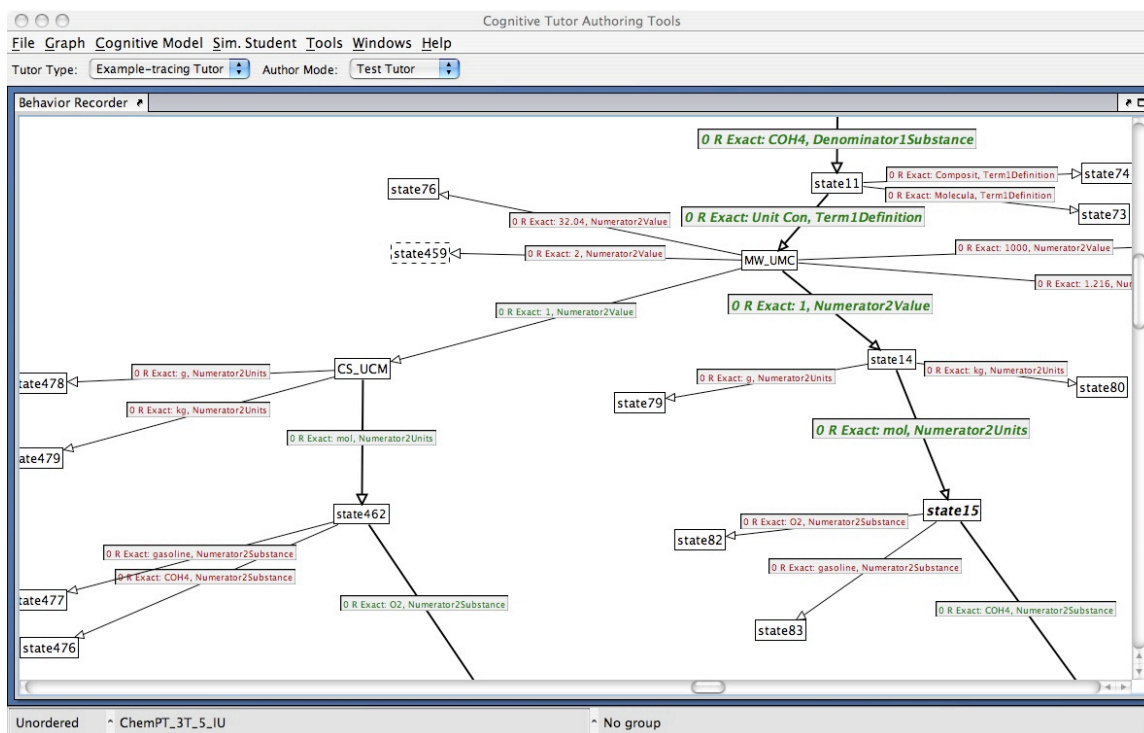 Cognitive Tutor Authoring Tools
File Graph Cognitive Model Sim. Student Tools Windows Help
Tutor Type: Example-tracing Tutor Author Mode: Test Tutor
Behavior Recorder
0 R Exact: COH4, Denominator1Substance
state76
state11
0 R Exact: Composit, Term1Definition
state74
0 R Exact: Molecula, Term1Definition
state73
0 R Exact: 32.04, Numerator2Value
0 R Exact: Unit Con, Term1Definition
state459
0 R Exact: 2, Numerator2Value
MW_UMC
0 R Exact: 1000, Numerator2Value
0 R Exact: 1.216, Nu
0 R Exact: 1, Numerator2Value
0 R Exact: 1, Numerator2Value
state478
0 R Exact: g, Numerator2Units
CS_UCM
state14
0 R Exact: g, Numerator2Units
0 R Exact: kg, Numerator2Units
state80
state79
0 R Exact: kg, Numerator2Units
0 R Exact: mol, Numerator2Units
0 R Exact: mol, Numerator2Units
tate479
state462
state15
0 R Exact: O2, Numerator2Substance
state82
0 R Exact: gasoline, Numerator2Substance
0 R Exact: gasoline, Numerator2Substance
0 R Exact: COH4, Numerator2Substance
tate477
0 R Exact: O2, Numerator2Substance
0 R Exact: COH4, Numerator2Substance
state83
state476
Unordered ^ ChemPT_3T_5_IU ^ No group